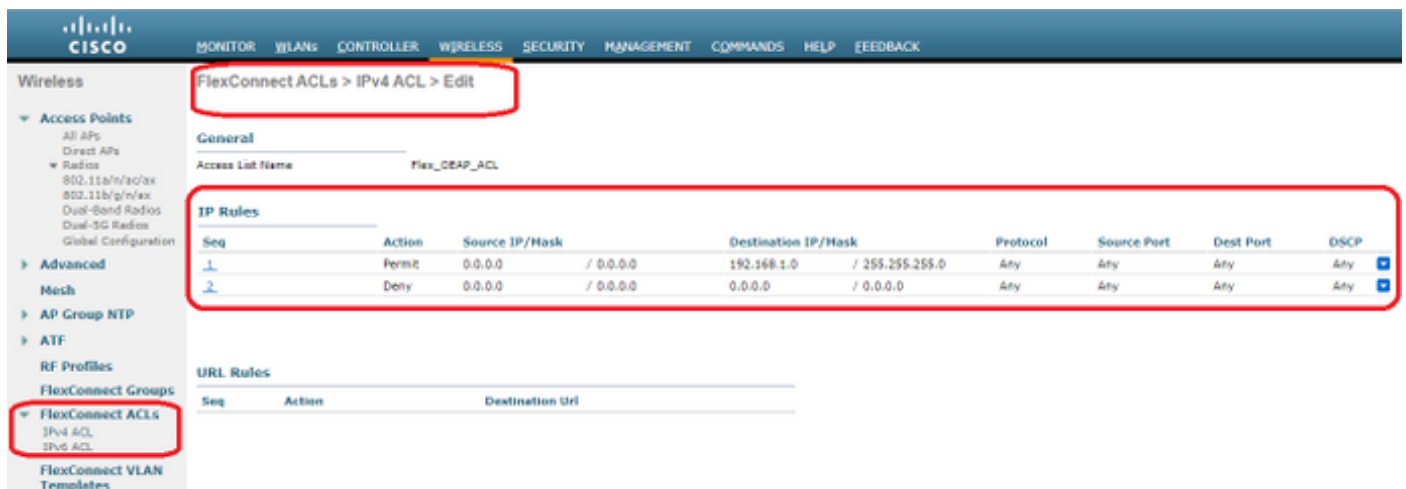 CISCO
MONITOR WLANs CONTROLLER WIRELESS SECURITY MANAGEMENT COMMANDS HELP FEEDBACK
Wireless
Access Points
All APs
Direct APs
Radios
802.11a/n/ac/ax
802.11b/g/n/ax
Dual-Band Radios
Dual-5G Radios
Global Configuration
Advanced
Mesh
AP Group NTP
ATF
RF Profiles
FlexConnect Groups
FlexConnect ACLs
IPv4 ACL
IPv6 ACL
FlexConnect VLAN
Templates
FlexConnect ACLs > IPv4 ACL > Edit
General
Access List Name Flex_OEAP_ACL
IP Rules
Seq Action Source IP/Mask Destination IP/Mask Protocol Source Port Dest Port DSCP
1 Permit 0.0.0.0 / 0.0.0.0 192.168.1.0 / 255.255.255.0 Any Any Any Any
2 Deny 0.0.0.0 / 0.0.0.0 0.0.0.0 / 0.0.0.0 Any Any Any Any
URL Rules
Seq Action Destination Url